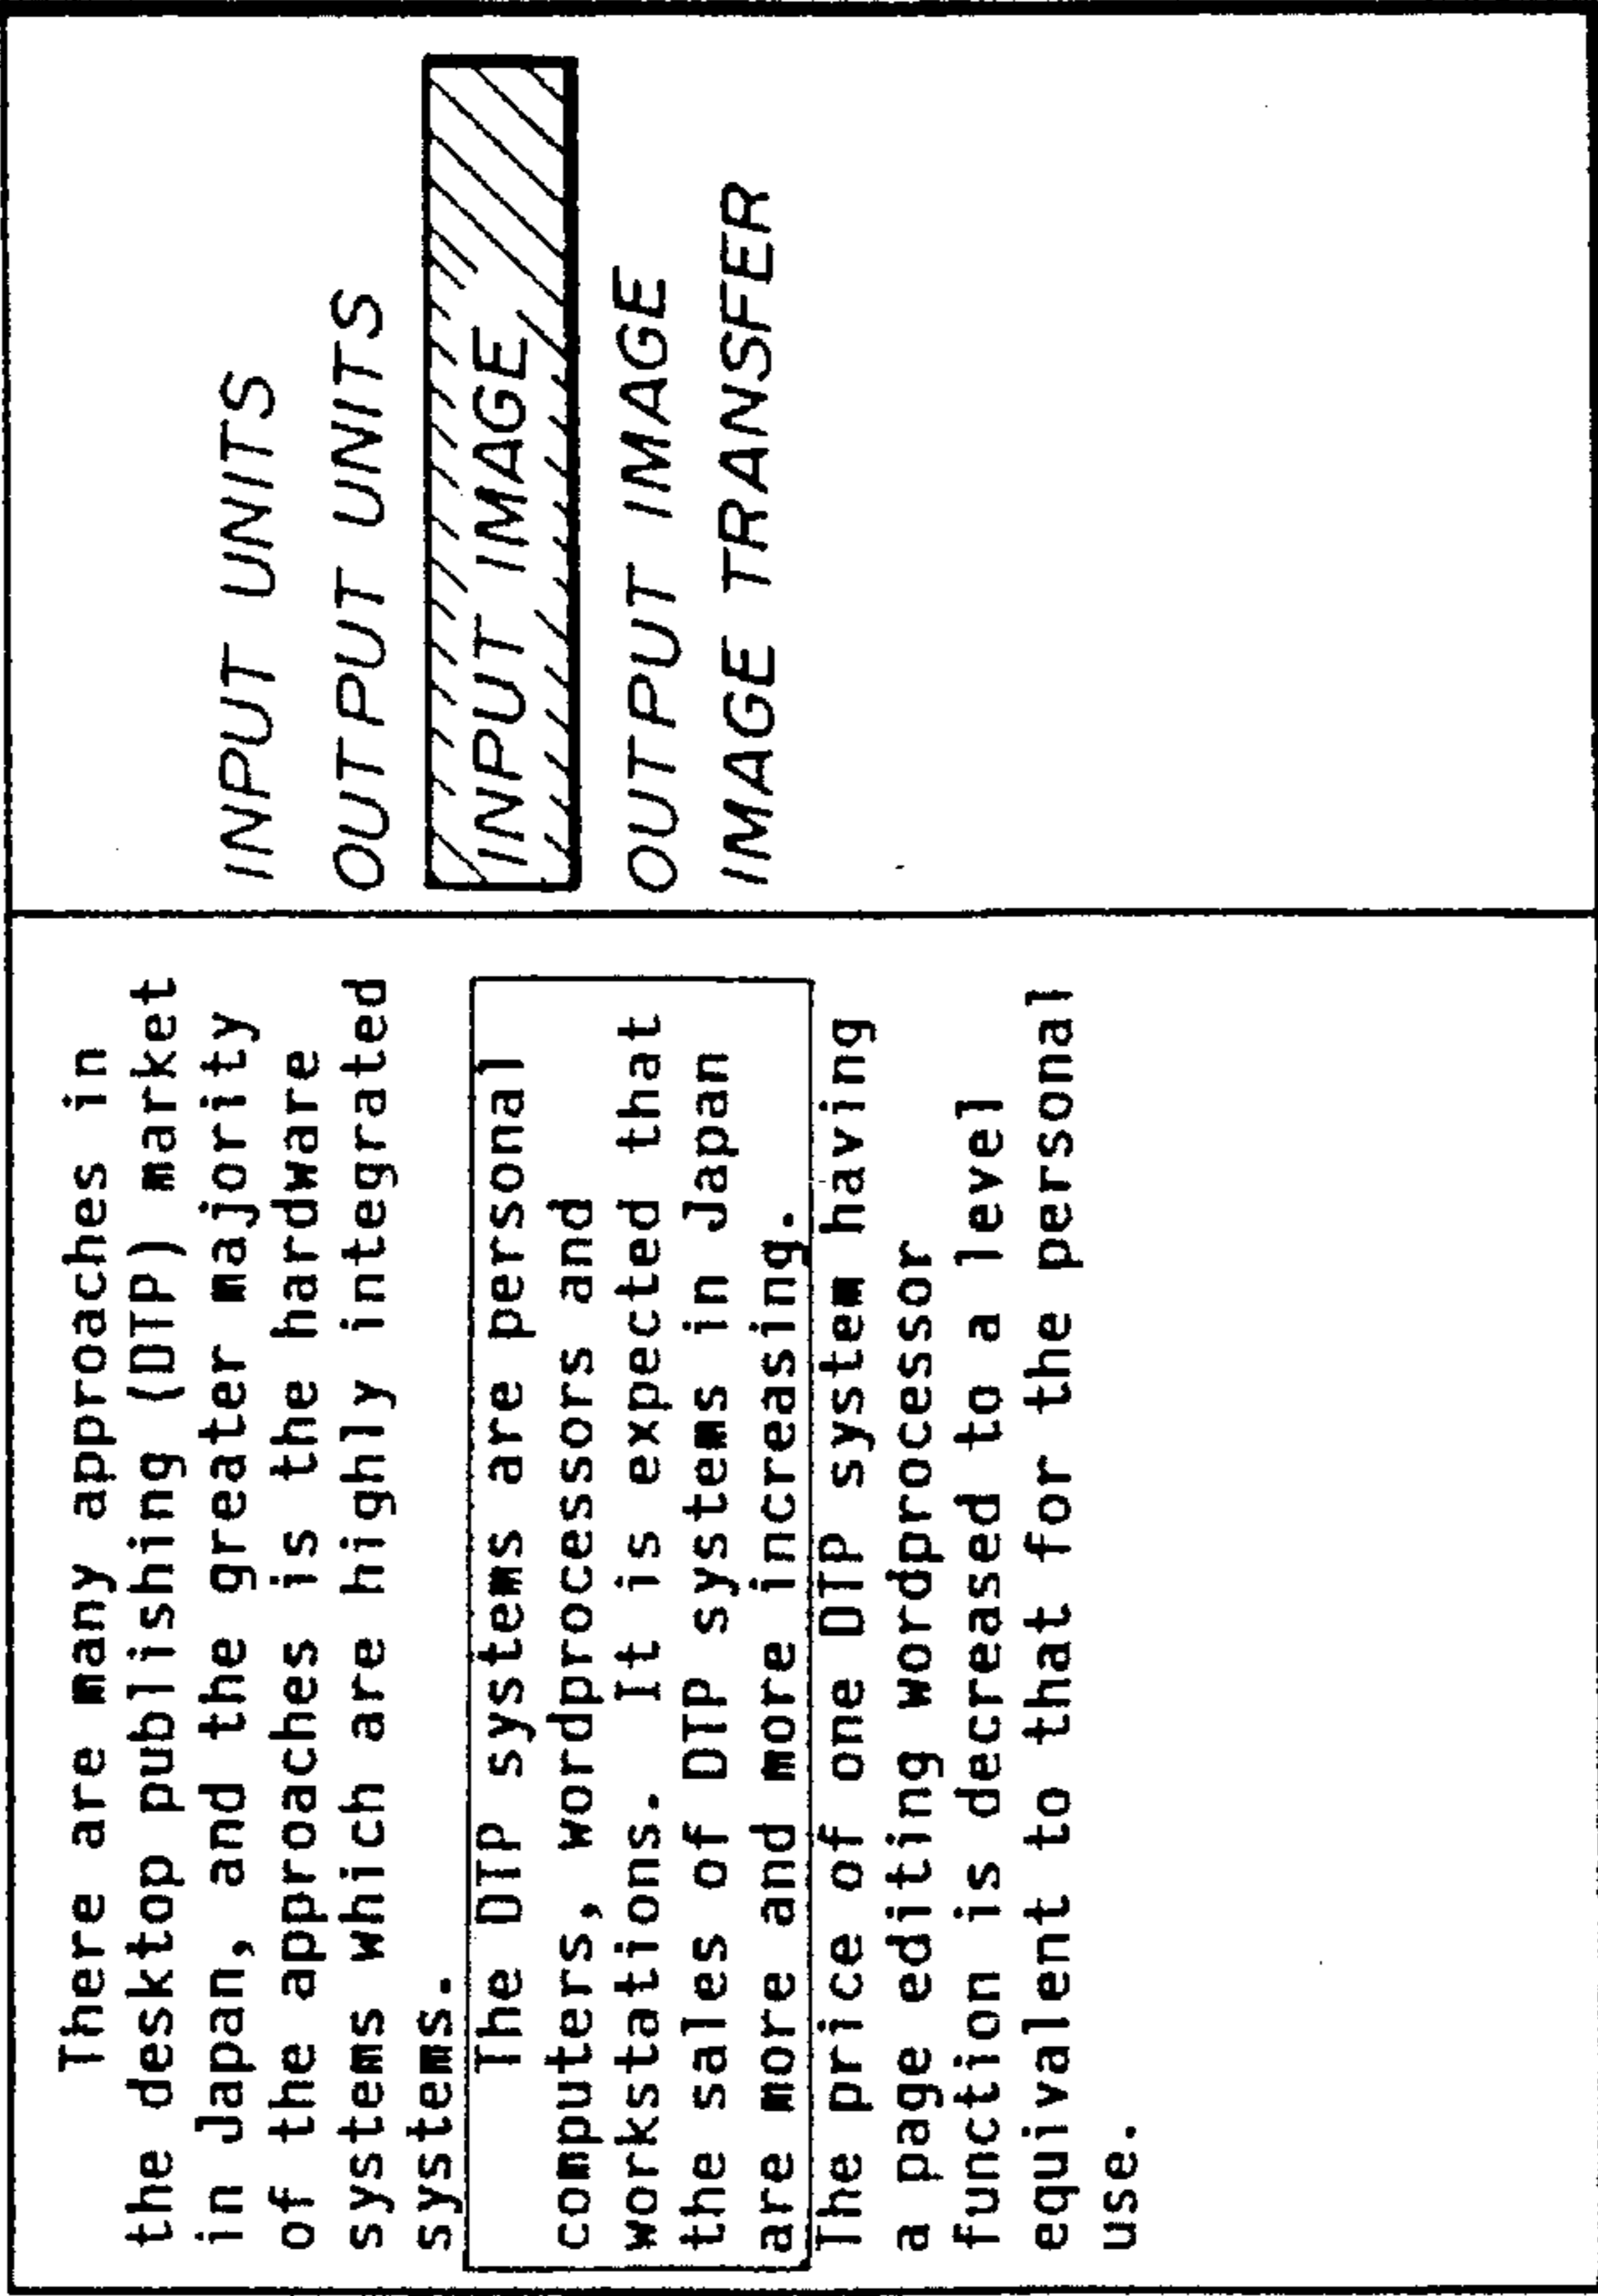 There are many approaches in
the desktop publishing (DTP) market
in Japan, and the greater majority
of the approaches is the hardware
systems which are highly integrated
systems.
The DTP systems are personal
computers, wordprocessors and
workstations. It is expected that
the sales of DTP systems in Japan
are more and more increasing.
The price of one DTP system having
a page editing wordprocessor
function is decreased to a level
equivalent to that for the personal
use.
INPUT UNITS
OUTPUT UNITS
INPUT IMAGE
OUTPUT IMAGE
IMAGE TRANSFER